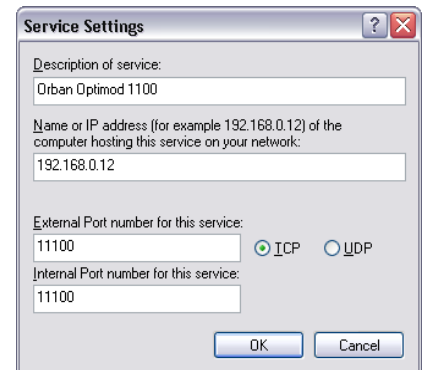 Service Settings
?
Description of service:
Orban Optimod 1100
Name or IP address (for example 192.168.0.12) of the
computer hosting this service on your network:
192.168.0.12
External Port number for this service:
11100
TCP
UDP
Internal Port number for this service:
11100
OK
Cancel